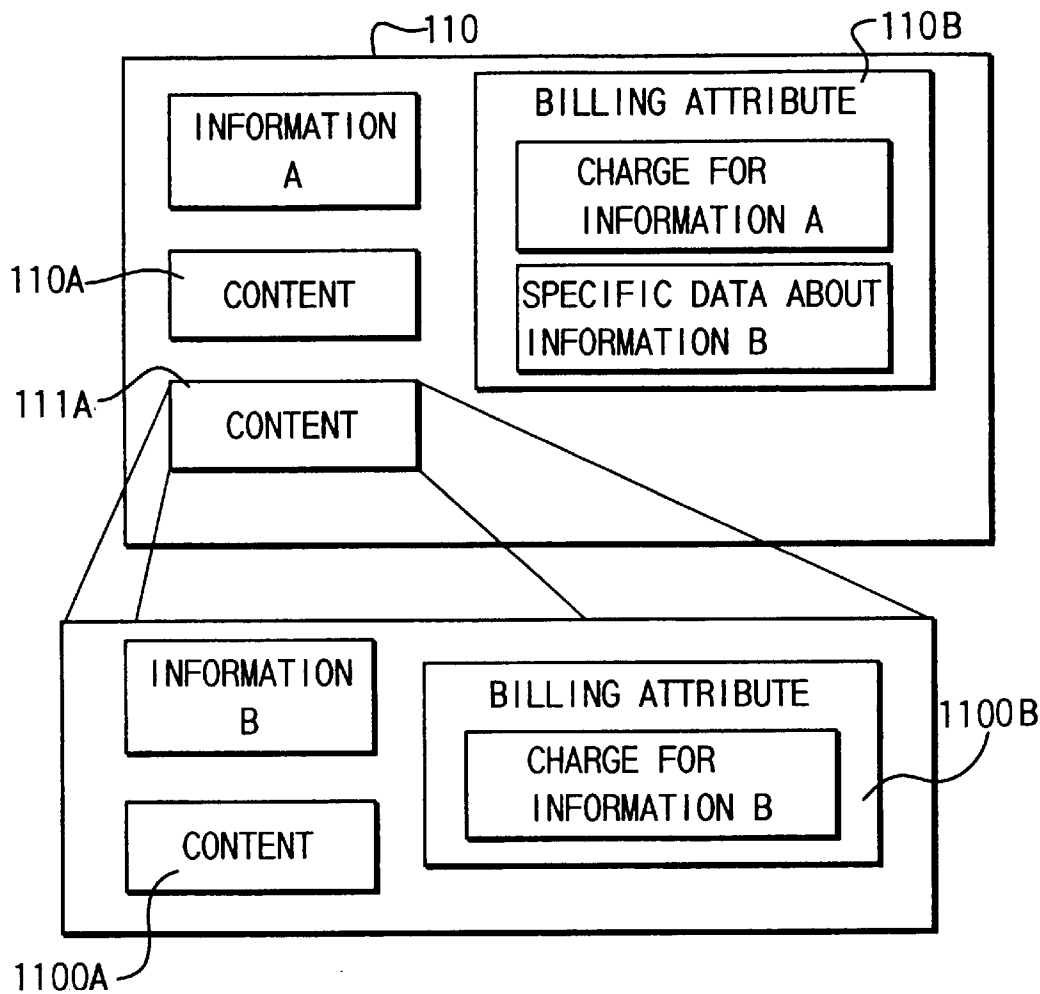 110
110B
INFORMATION
A
BILLING ATTRIBUTE
CHARGE FOR
INFORMATION A
110A
CONTENT
SPECIFIC DATA ABOUT
INFORMATION B
111A
CONTENT
INFORMATION
B
BILLING ATTRIBUTE
1100B
CHARGE FOR
INFORMATION B
CONTENT
1100A